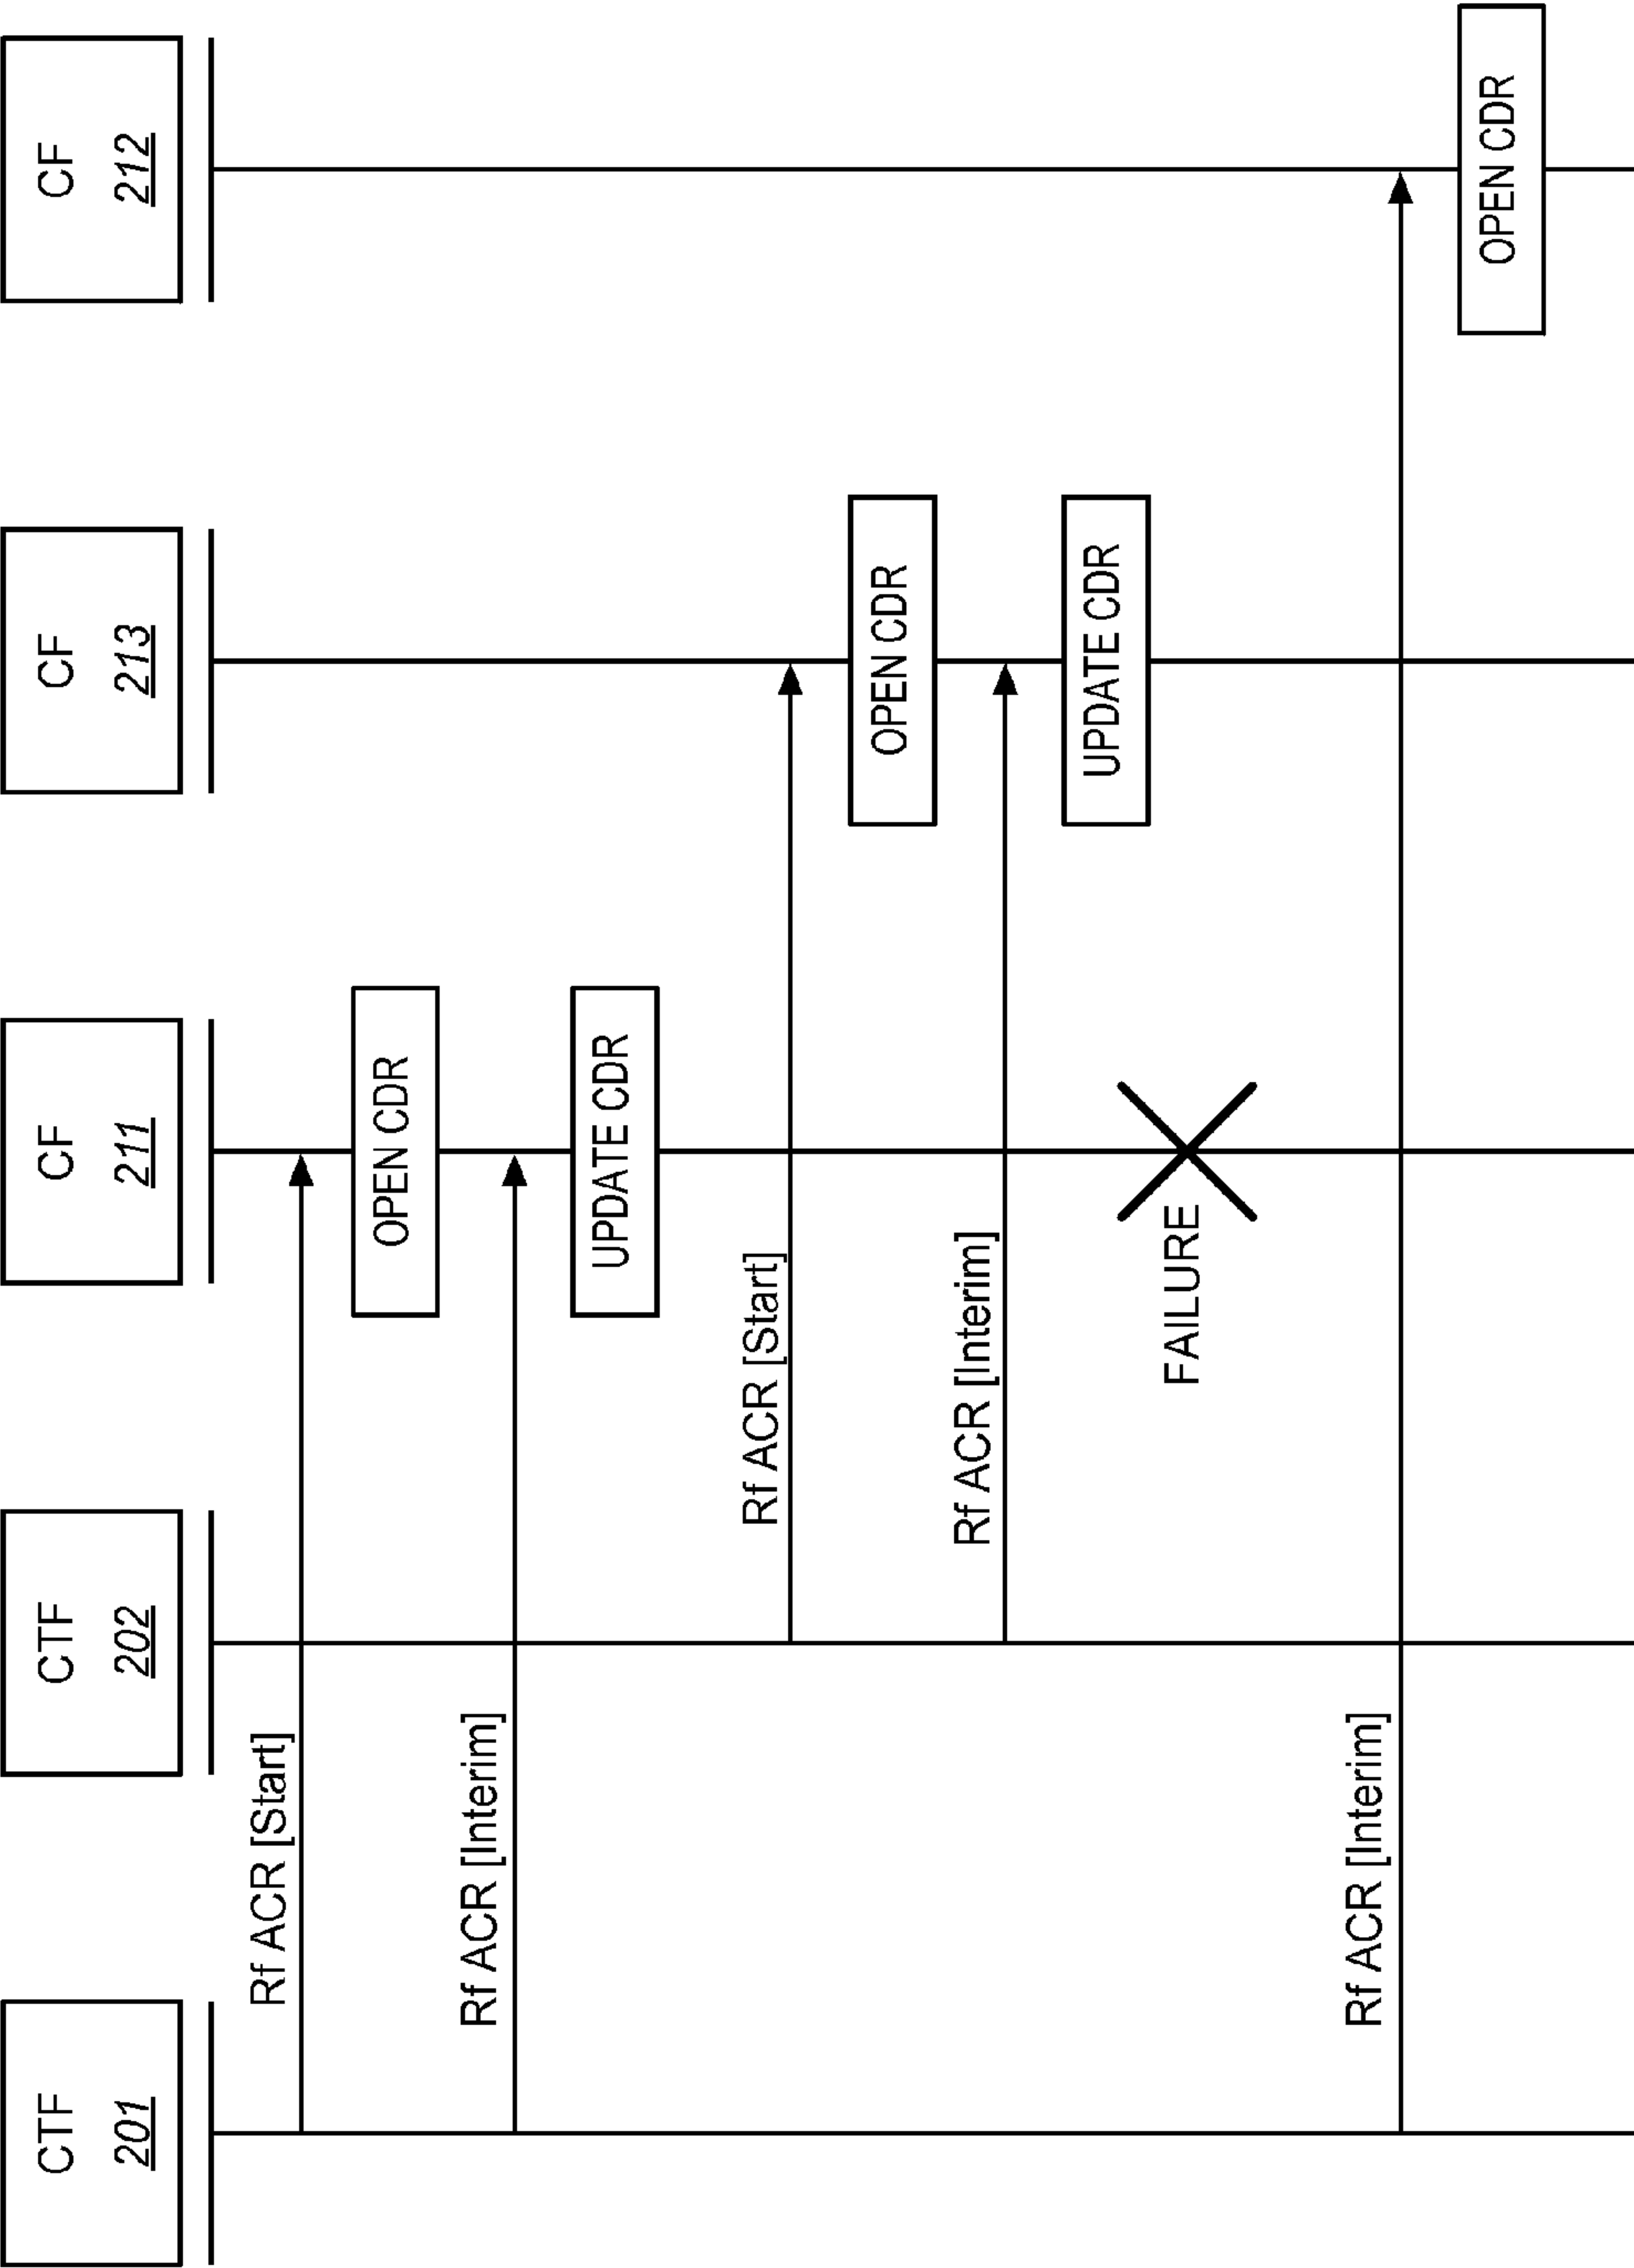 CTF
201
CTF
202
CF
211
CF
213
CF
212
Rf ACR [Start]
OPEN CDR
Rf ACR [Interim]
UPDATE CDR
Rf ACR [Start]
OPEN CDR
Rf ACR [Interim]
UPDATE CDR
FAILURE
Rf ACR [Interim]
OPEN CDR